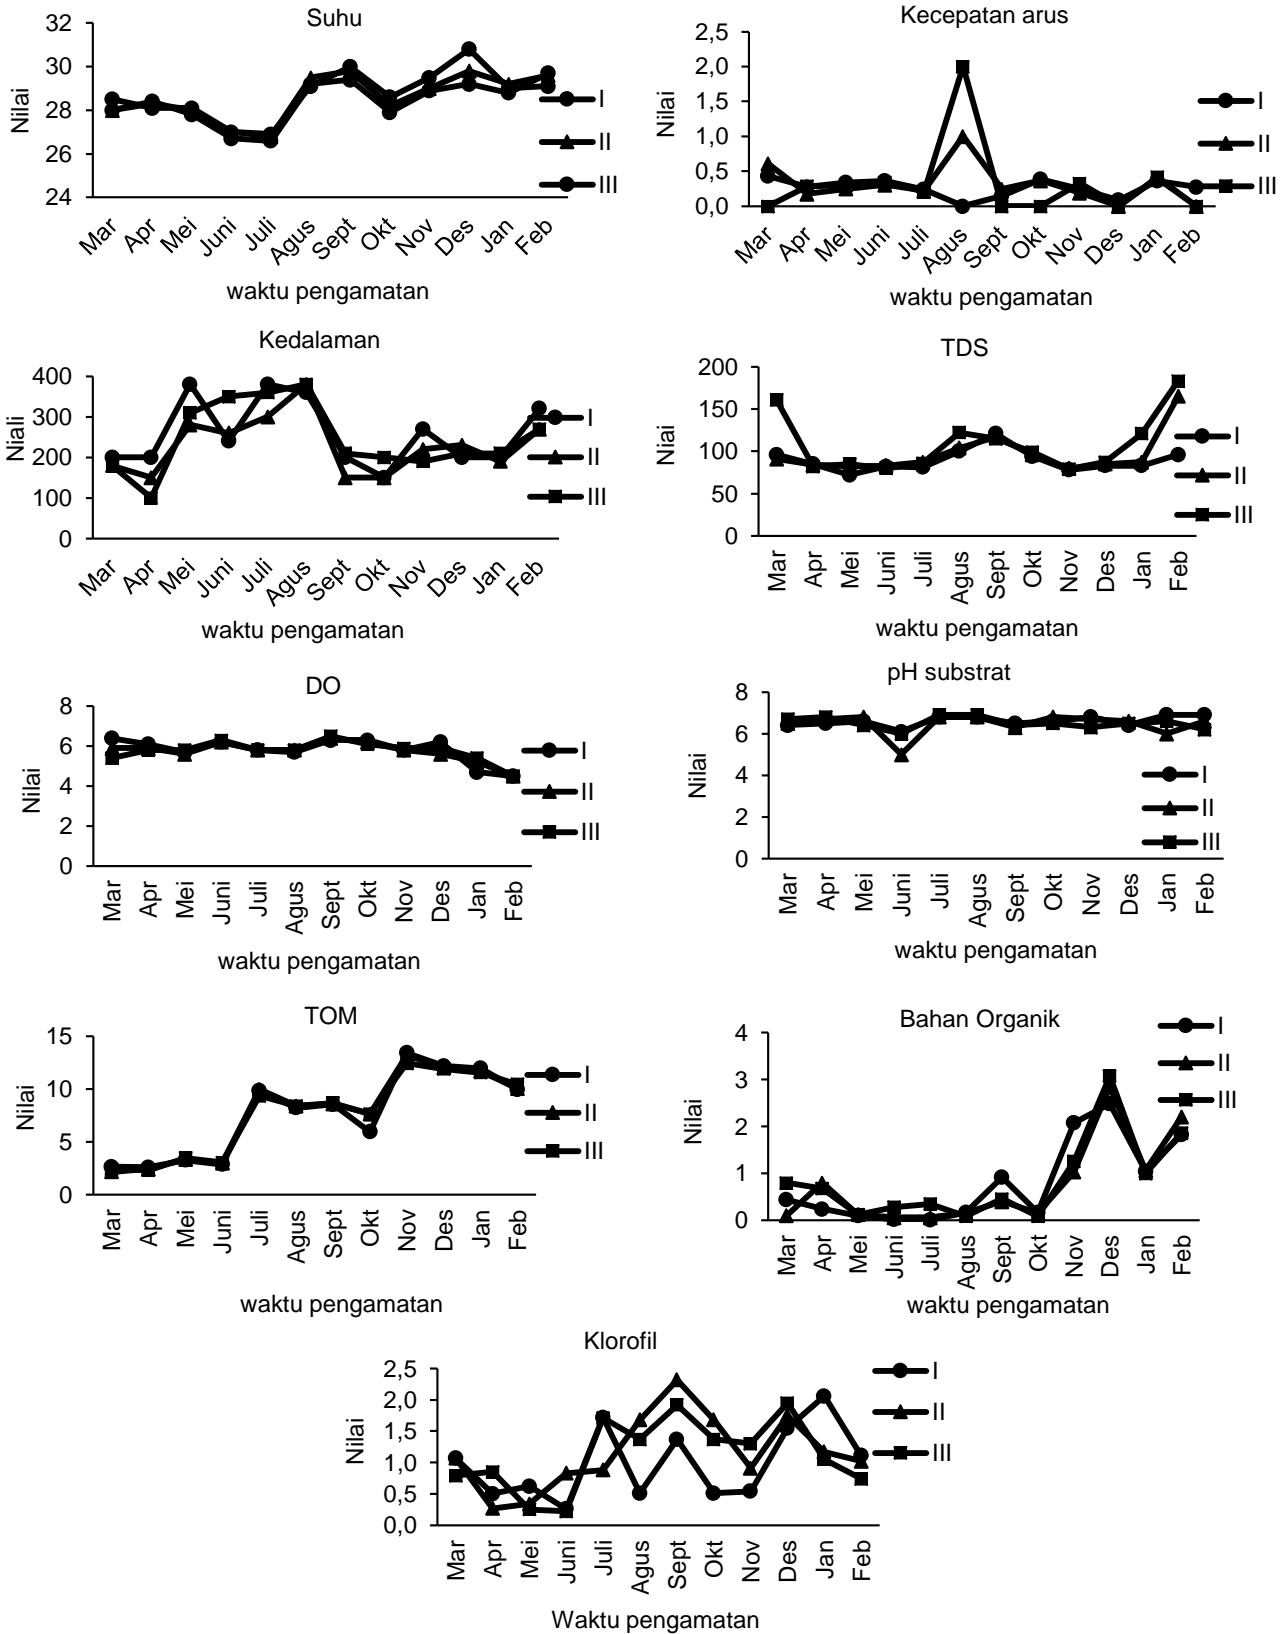 Suhu
32
30
28
26
24
Nilai
Mar Apr Mei Juni Juli Agus Sept Okt Nov Des Jan Feb
waktu pengamatan
I
II
III
Kecepatan arus
2,5
2,0
1,5
1,0
0,5
0,0
Nilai
Mar Apr Mei Juni Juli Agus Sept Okt Nov Des Jan Feb
waktu pengamatan
I
II
III
Kedalaman
400
300
200
100
0
Niali
Mar Apr Mei Juni Juli Agus Sept Okt Nov Des Jan Feb
waktu pengamatan
I
II
III
TDS
200
150
100
50
0
Niai
Mar Apr Mei Juni Juli Agus Sept Okt Nov Des Jan Feb
waktu pengamatan
I
II
III
DO
8
6
4
2
0
Nilai
Mar Apr Mei Juni Juli Agus Sept Okt Nov Des Jan Feb
waktu pengamatan
I
II
III
pH substrat
8
6
4
2
0
Nilai
Mar Apr Mei Juni Juli Agus Sept Okt Nov Des Jan Feb
waktu pengamatan
I
II
III
TOM
15
10
5
0
Nilai
Mar Apr Mei Juni Juli Agus Sept Okt Nov Des Jan Feb
waktu pengamatan
I
II
III
Bahan Organik
4
3
2
1
0
Nilai
Mar Apr Mei Juni Juli Agus Sept Okt Nov Des Jan Feb
waktu pengamatan
I
II
III
Klorofil
2,5
2,0
1,5
1,0
0,5
0,0
Nilai
Mar Apr Mei Juni Juli Agus Sept Okt Nov Des Jan Feb
Waktu pengamatan
I
II
III